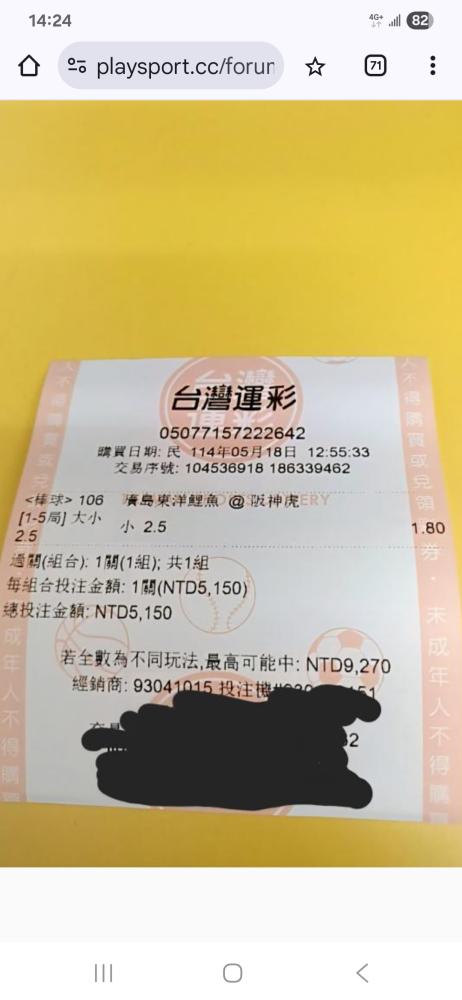 14:24
4G+
82
playsport.cc/forun
71
台灣運彩
05077157222642
購買日期: 民 114年05月18日 12:55:33
交易序號: 104536918 186339462
<棒球> 106 廣島東洋鯉魚 @ 阪神虎
[1-5局] 大小 小 2.5 1.80
2.5
過關(組合): 1關(1組); 共1組
每組合投注金額: 1關(NTD5,150)
總投注金額: NTD5,150
若全數為不同玩法,最高可能中: NTD9,270
經銷商: 93041015 投注機
人不得購買或兌領
券・未成年人不得購買